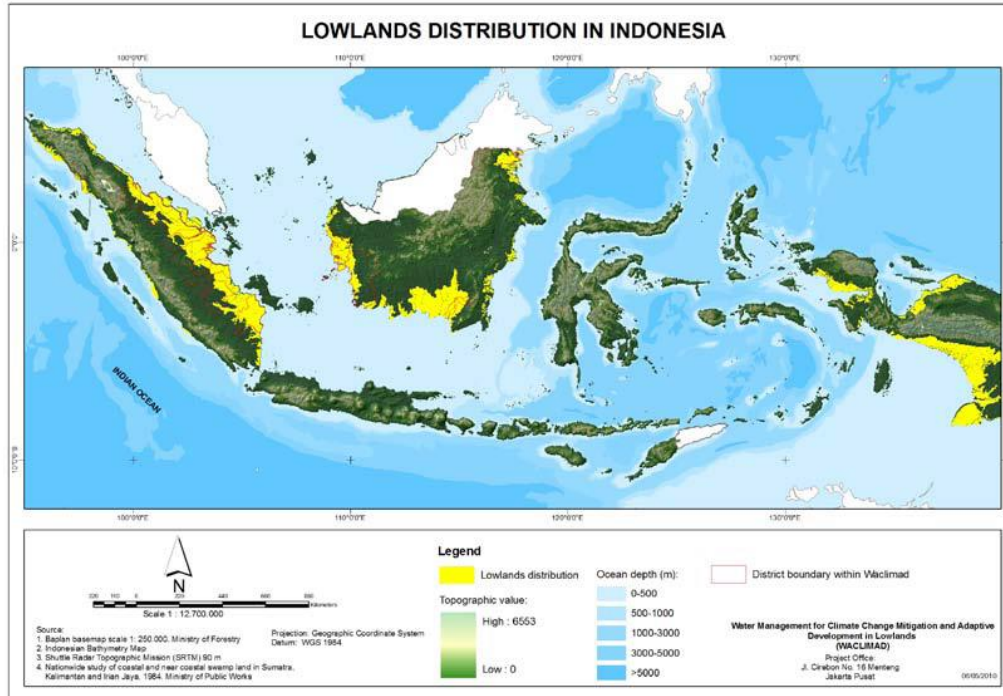 LOWLANDS DISTRIBUTION IN INDONESIA
100°0'0"E 110°0'0"E 120°0'0"E 130°0'0"E
INDIAN OCEAN
100°0'0"E 110°0'0"E 120°0'0"E 130°0'0"E
N
Kilometers
Scale 1 : 12.700.000
Source:
1. Baplan basemap scale 1: 250.000. Ministry of Forestry
2. Indonesian Bathymetry Map
3. Shuttle Radar Topographic Mission (SRTM) 90 m
4. Nationwide study of coastal and near coastal swamp land in Sumatra,
Kalimantan and Irian Jaya, 1984. Ministry of Public Works
Projection: Geographic Coordinate System
Datum: WGS 1984
Legend
Lowlands distribution
Topographic value:
High : 6553
Low : 0
Ocean depth (m):
0-500
500-1000
1000-3000
3000-5000
>5000
District boundary within Waclimad
Water Management for Climate Change Mitigation and Adaptive
Development in Lowlands
(WACLIMAD)
Project Office:
J. Cirebon No. 16 Menteng
Jakarta Pusat